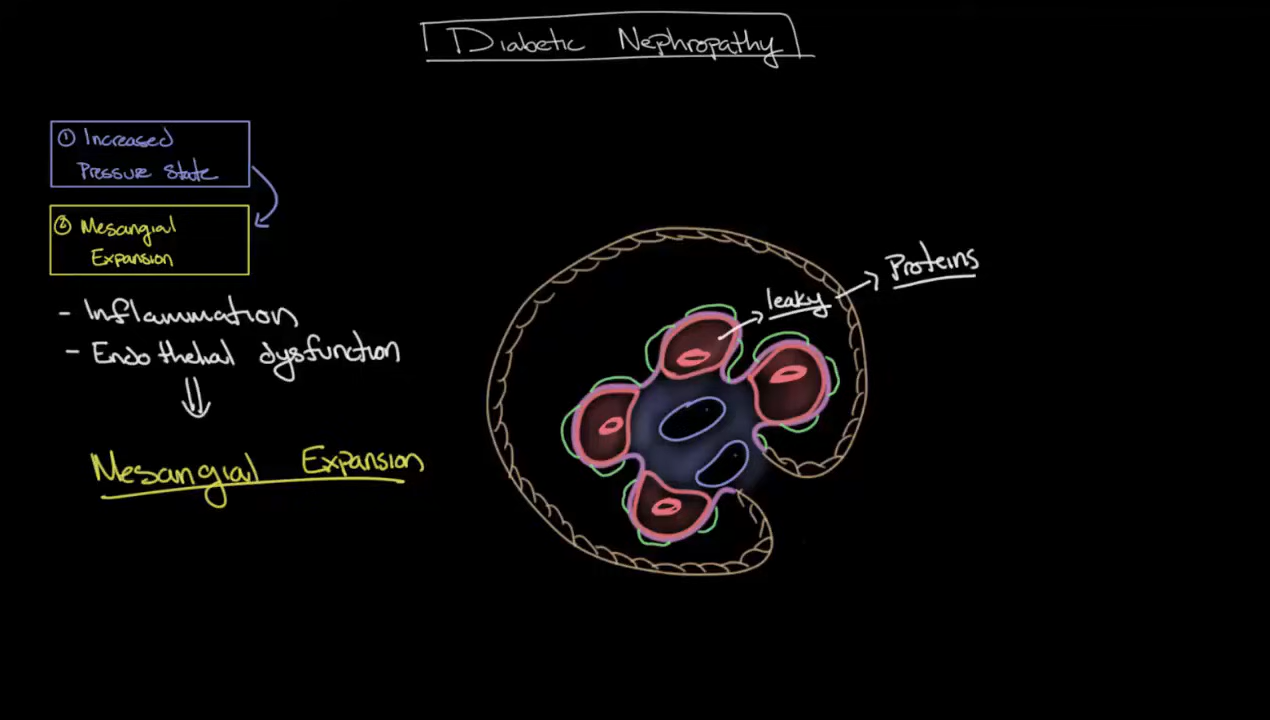 Diabetic Nephropathy
① Increased
Pressure State
② Mesangial
Expansion
- Inflammation
- Endothelial dysfunction
Mesangial Expansion
leaky
Proteins